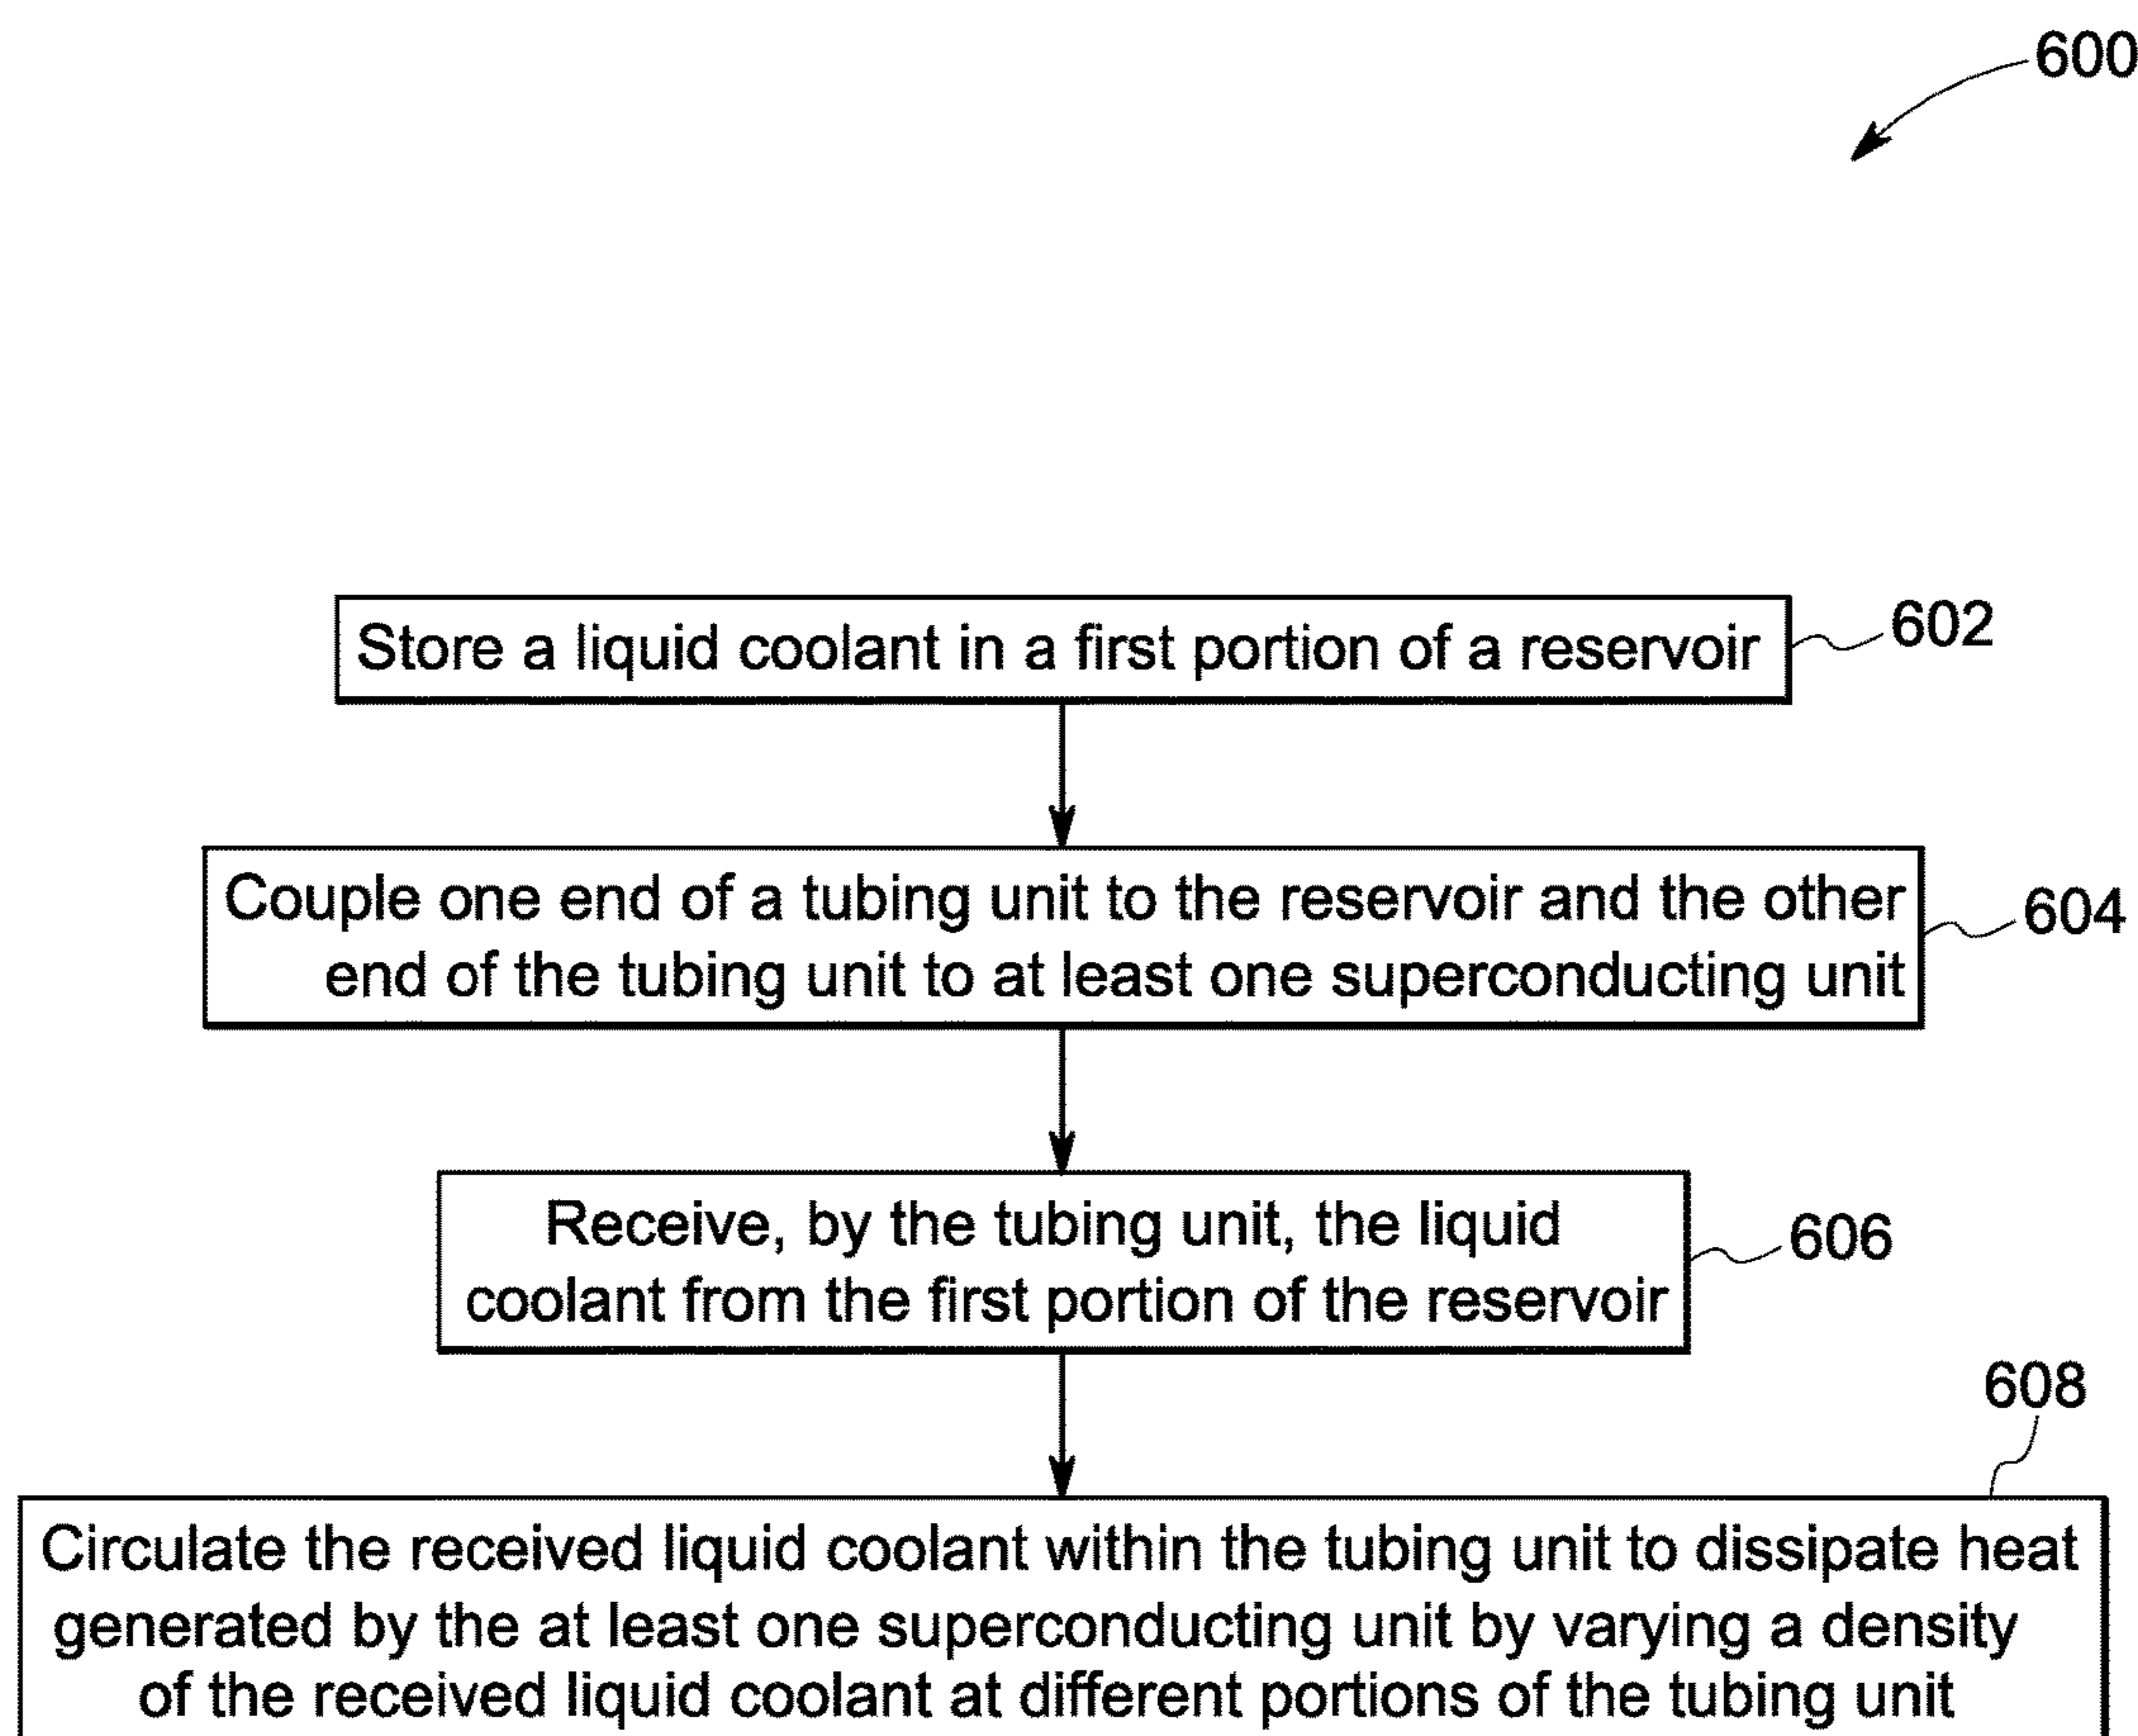 600
Store a liquid coolant in a first portion of a reservoir
602
Couple one end of a tubing unit to the reservoir and the other
end of the tubing unit to at least one superconducting unit
604
Receive, by the tubing unit, the liquid
coolant from the first portion of the reservoir
606
608
Circulate the received liquid coolant within the tubing unit to dissipate heat
generated by the at least one superconducting unit by varying a density
of the received liquid coolant at different portions of the tubing unit